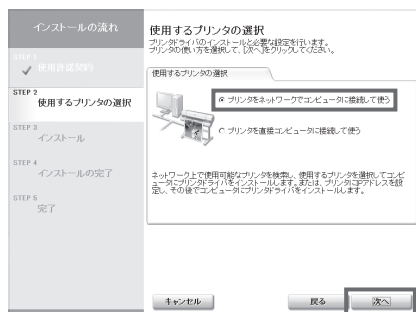 インストールの流れ
STEP 1
使用許諾契約
STEP 2
使用するプリンタの選択
STEP 3
インストール
STEP 4
インストールの完了
STEP 5
完了
使用するプリンタの選択
プリンタドライバのインストールと必要な設定を行います。
プリンタの使い方を選択して、[次へ]をクリックしてください。
使用するプリンタの選択
プリンタをネットワークでコンピュータに接続して使う
プリンタを直接コンピュータに接続して使う
ネットワーク上で使用可能なプリンタを検索し、使用するプリンタを選択してコンピ
ュータにプリンタドライバをインストールします。または、プリンタにIPアドレスを設
定し、その後でコンピュータにプリンタドライバをインストールします。
キャンセル
戻る
次へ